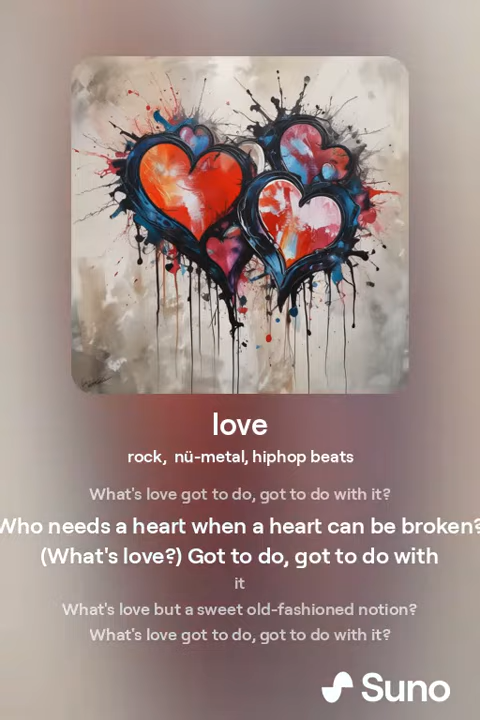 love
rock, nü-metal, hiphop beats
What's love got to do, got to do with it?
Who needs a heart when a heart can be broken?
(What's love?) Got to do, got to do with
it
What's love but a sweet old-fashioned notion?
What's love got to do, got to do with it?
Suno